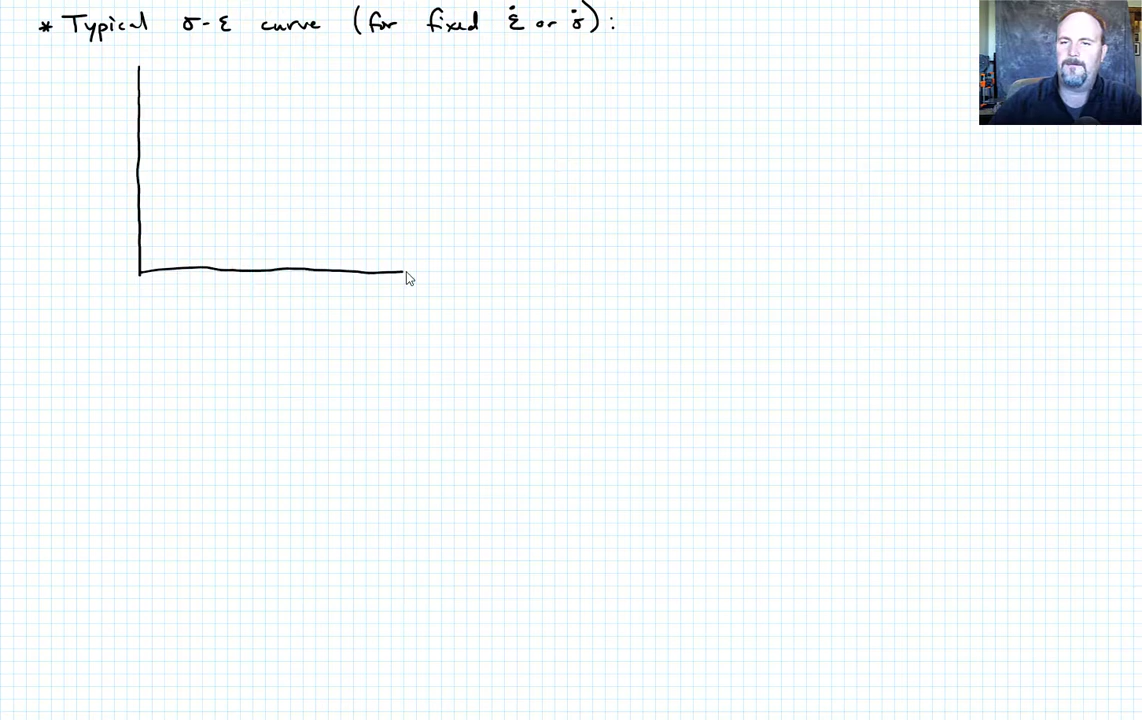 * Typical σ-ε curve (for fixed ε̇ or σ̇):